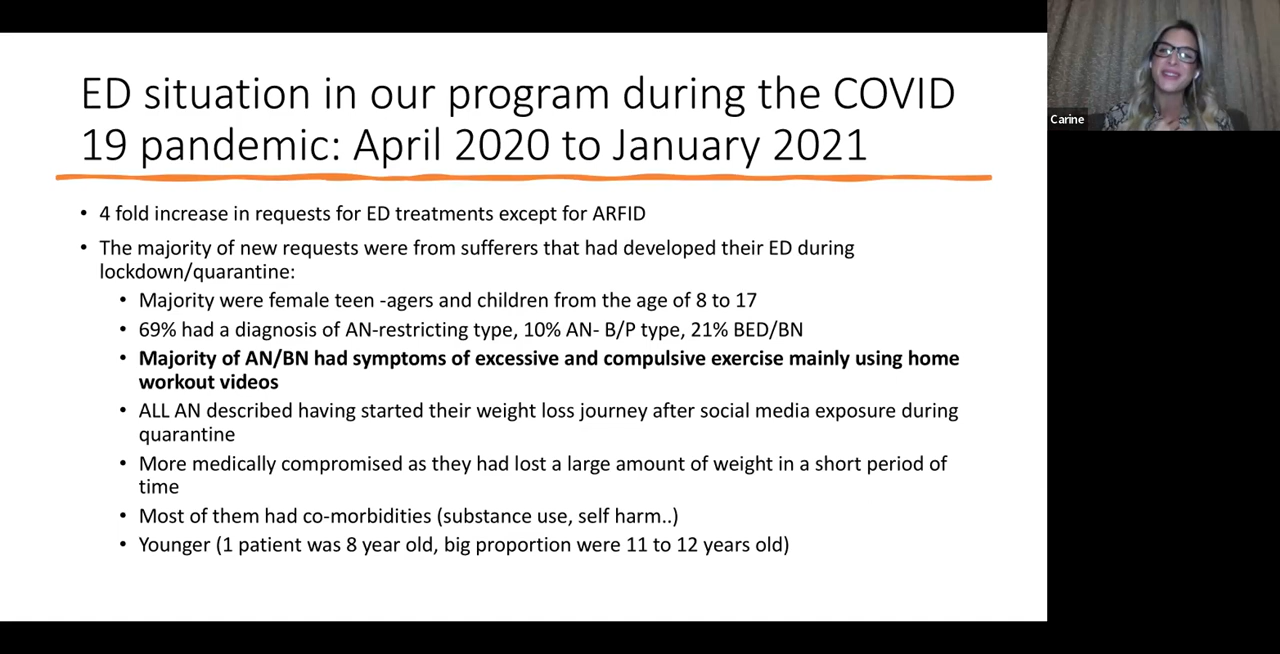 ED situation in our program during the COVID
19 pandemic: April 2020 to January 2021
• 4 fold increase in requests for ED treatments except for ARFID
• The majority of new requests were from sufferers that had developed their ED during
lockdown/quarantine:
• Majority were female teen -agers and children from the age of 8 to 17
• 69% had a diagnosis of AN-restricting type, 10% AN- B/P type, 21% BED/BN
• Majority of AN/BN had symptoms of excessive and compulsive exercise mainly using home
workout videos
• ALL AN described having started their weight loss journey after social media exposure during
quarantine
• More medically compromised as they had lost a large amount of weight in a short period of
time
• Most of them had co-morbidities (substance use, self harm..)
• Younger (1 patient was 8 year old, big proportion were 11 to 12 years old)
Carine